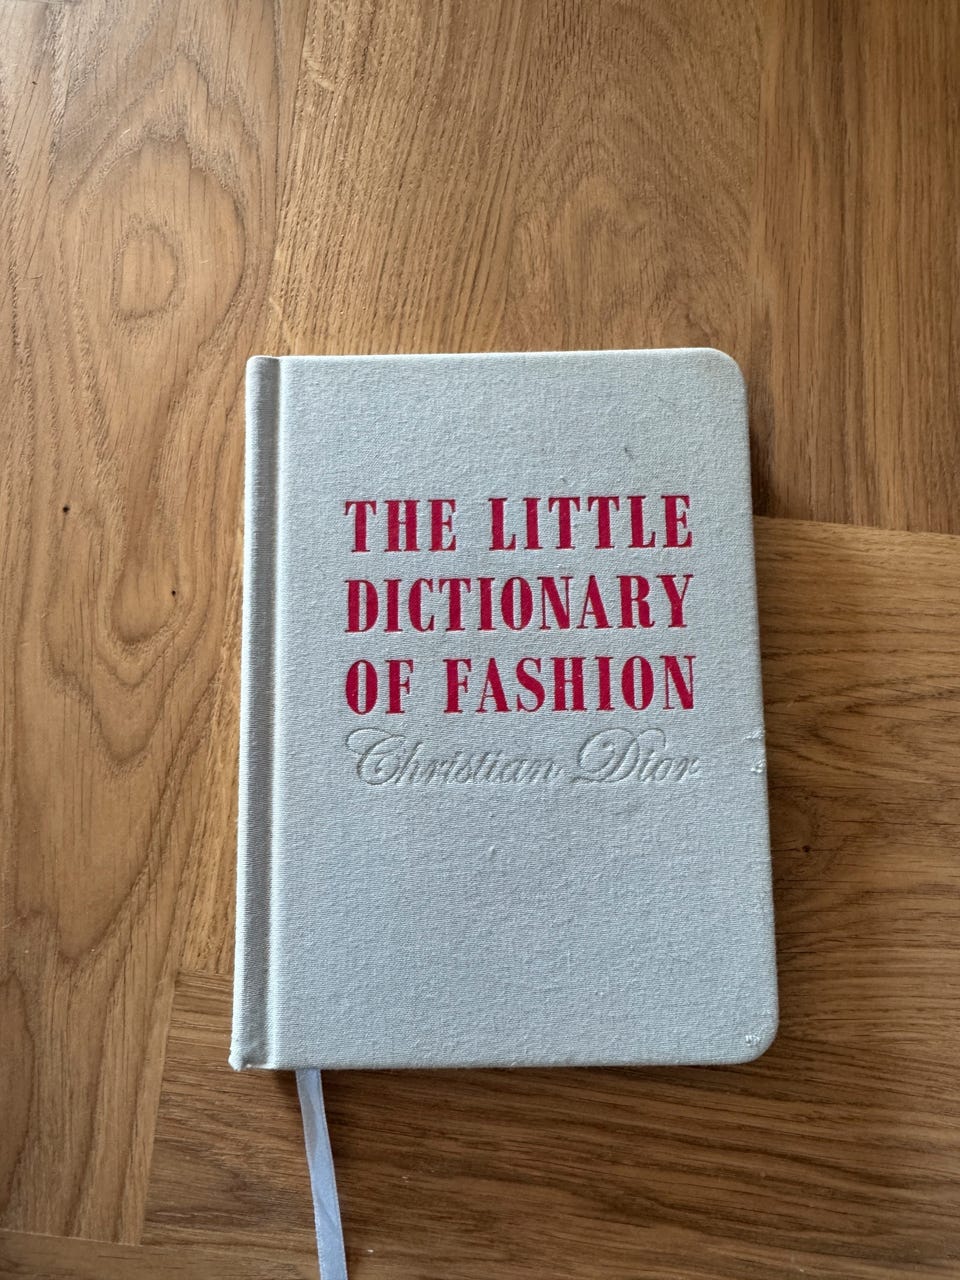 THE LITTLE
DICTIONARY
OF FASHION
Christian Dior